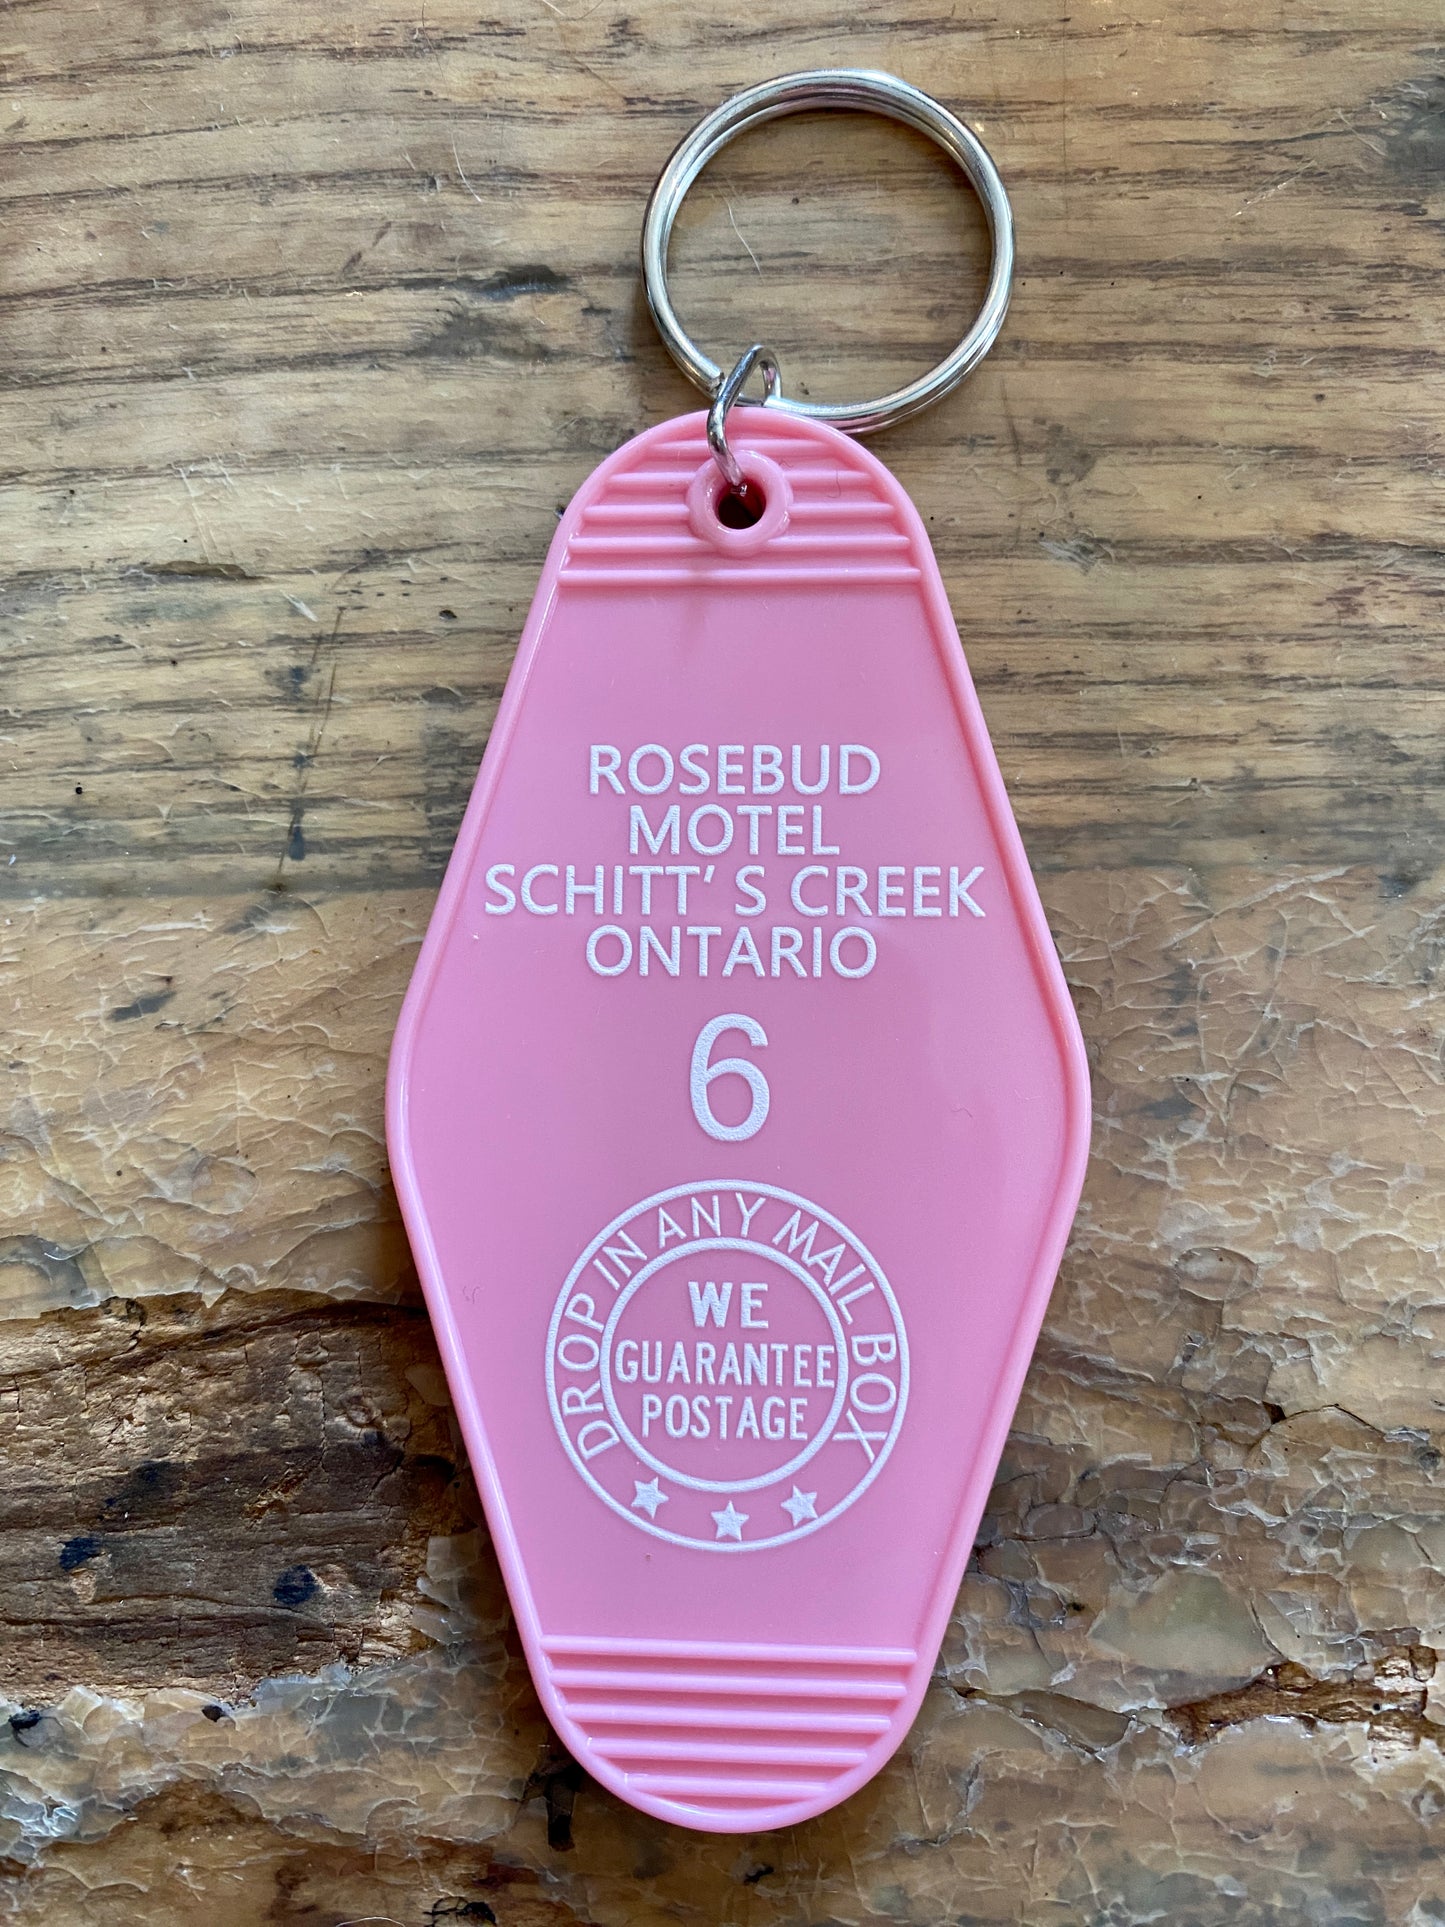 ROSEBUD
MOTEL
SCHITT’ S CREEK
ONTARIO
6
DROP IN ANY MAIL BOX
WE
GUARANTEE
POSTAGE